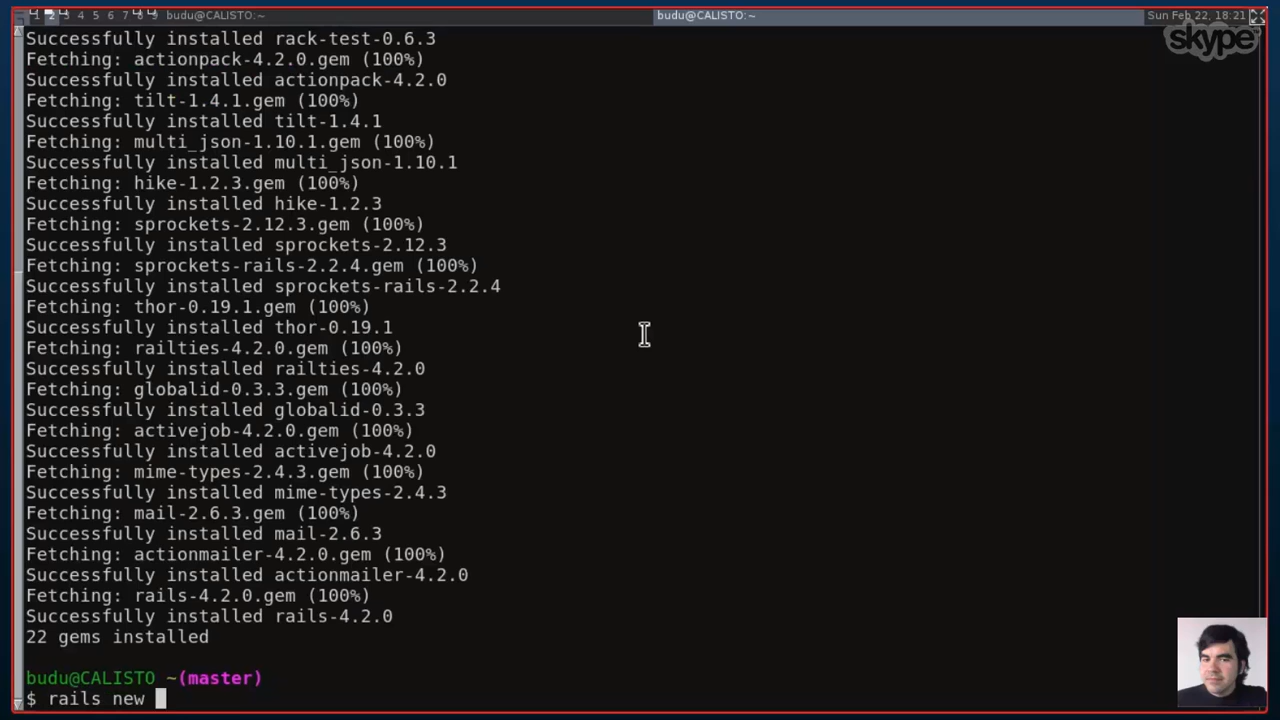 1 2 3 4 5 6 7 8 9 budu@CALISTO:~ budu@CALISTO:~ Sun Feb 22, 18:21
skype
Successfully installed rack-test-0.6.3
Fetching: actionpack-4.2.0.gem (100%)
Successfully installed actionpack-4.2.0
Fetching: tilt-1.4.1.gem (100%)
Successfully installed tilt-1.4.1
Fetching: multi_json-1.10.1.gem (100%)
Successfully installed multi_json-1.10.1
Fetching: hike-1.2.3.gem (100%)
Successfully installed hike-1.2.3
Fetching: sprockets-2.12.3.gem (100%)
Successfully installed sprockets-2.12.3
Fetching: sprockets-rails-2.2.4.gem (100%)
Successfully installed sprockets-rails-2.2.4
Fetching: thor-0.19.1.gem (100%)
Successfully installed thor-0.19.1
Fetching: railties-4.2.0.gem (100%)
Successfully installed railties-4.2.0
Fetching: globalid-0.3.3.gem (100%)
Successfully installed globalid-0.3.3
Fetching: activejob-4.2.0.gem (100%)
Successfully installed activejob-4.2.0
Fetching: mime-types-2.4.3.gem (100%)
Successfully installed mime-types-2.4.3
Fetching: mail-2.6.3.gem (100%)
Successfully installed mail-2.6.3
Fetching: actionmailer-4.2.0.gem (100%)
Successfully installed actionmailer-4.2.0
Fetching: rails-4.2.0.gem (100%)
Successfully installed rails-4.2.0
22 gems installed
budu@CALISTO ~(master)
$ rails new